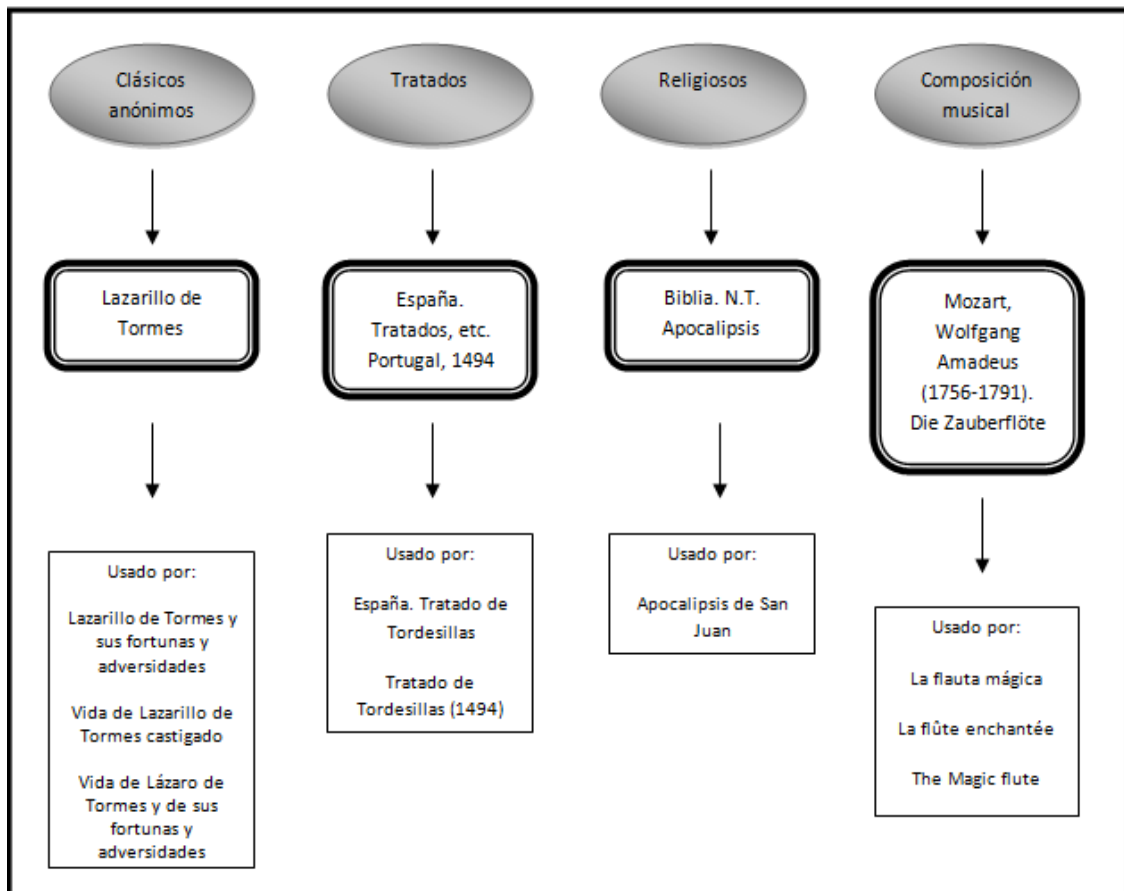 Clásicos
anónimos
Tratados
Religiosos
Composición
musical
Lazarillo de
Tormes
España.
Tratados, etc.
Portugal, 1494
Biblia. N.T.
Apocalipsis
Mozart,
Wolfgang
Amadeus
(1756-1791).
Die Zauberflöte
Usado por:
Lazarillo de Tormes y
sus fortunas y
adversidades
Vida de Lazarillo de
Tormes castigado
Vida de Lázaro de
Tormes y de sus
fortunas y
adversidades
Usado por:
España. Tratado de
Tordesillas
Tratado de
Tordesillas (1494)
Usado por:
Apocalipsis de San
Juan
Usado por:
La flauta mágica
La flûte enchantée
The Magic flute